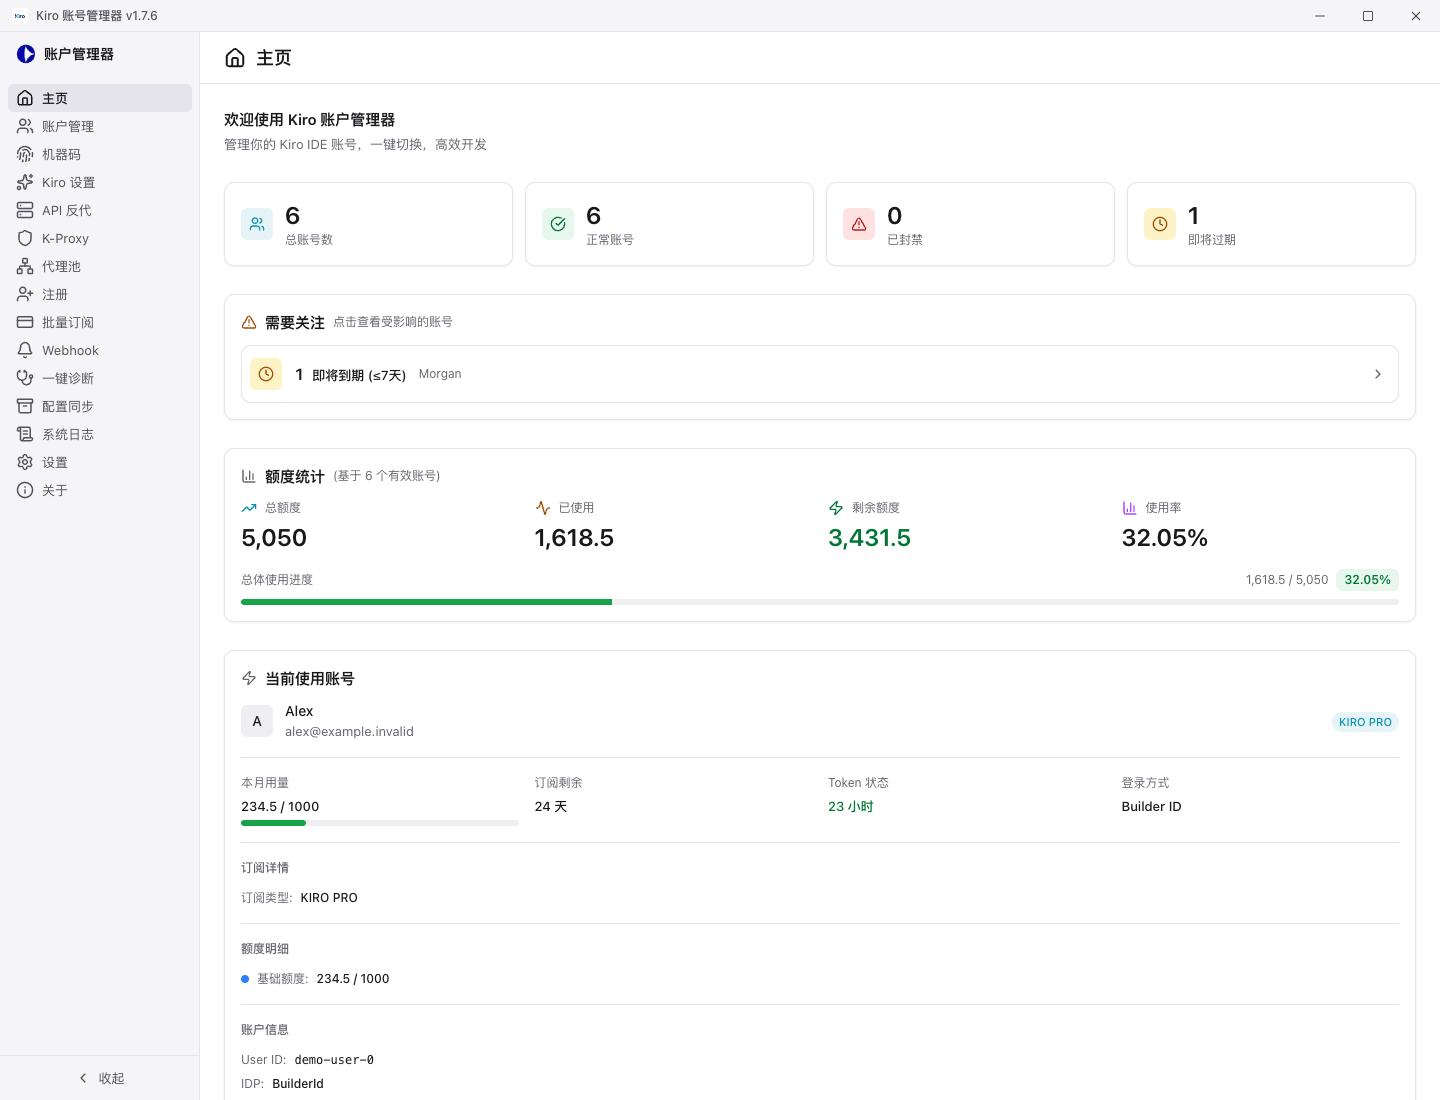 Kiro
Kiro 账号管理器 v1.7.6
账户管理器
主页
账户管理
机器码
Kiro 设置
API 反代
K-Proxy
代理池
注册
批量订阅
Webhook
一键诊断
配置同步
系统日志
设置
关于
收起
主页
欢迎使用 Kiro 账户管理器
管理你的 Kiro IDE 账号，一键切换，高效开发
6
总账号数
6
正常账号
0
已封禁
1
即将过期
需要关注 点击查看受影响的账号
1 即将到期 (≤7天) Morgan
额度统计 (基于 6 个有效账号)
总额度
5,050
已使用
1,618.5
剩余额度
3,431.5
使用率
32.05%
总体使用进度 1,618.5 / 5,050 32.05%
当前使用账号
A
Alex
alex@example.invalid
KIRO PRO
本月用量
234.5 / 1000
订阅剩余
24 天
Token 状态
23 小时
登录方式
Builder ID
订阅详情
订阅类型: KIRO PRO
额度明细
基础额度: 234.5 / 1000
账户信息
User ID: demo-user-0
IDP: BuilderId